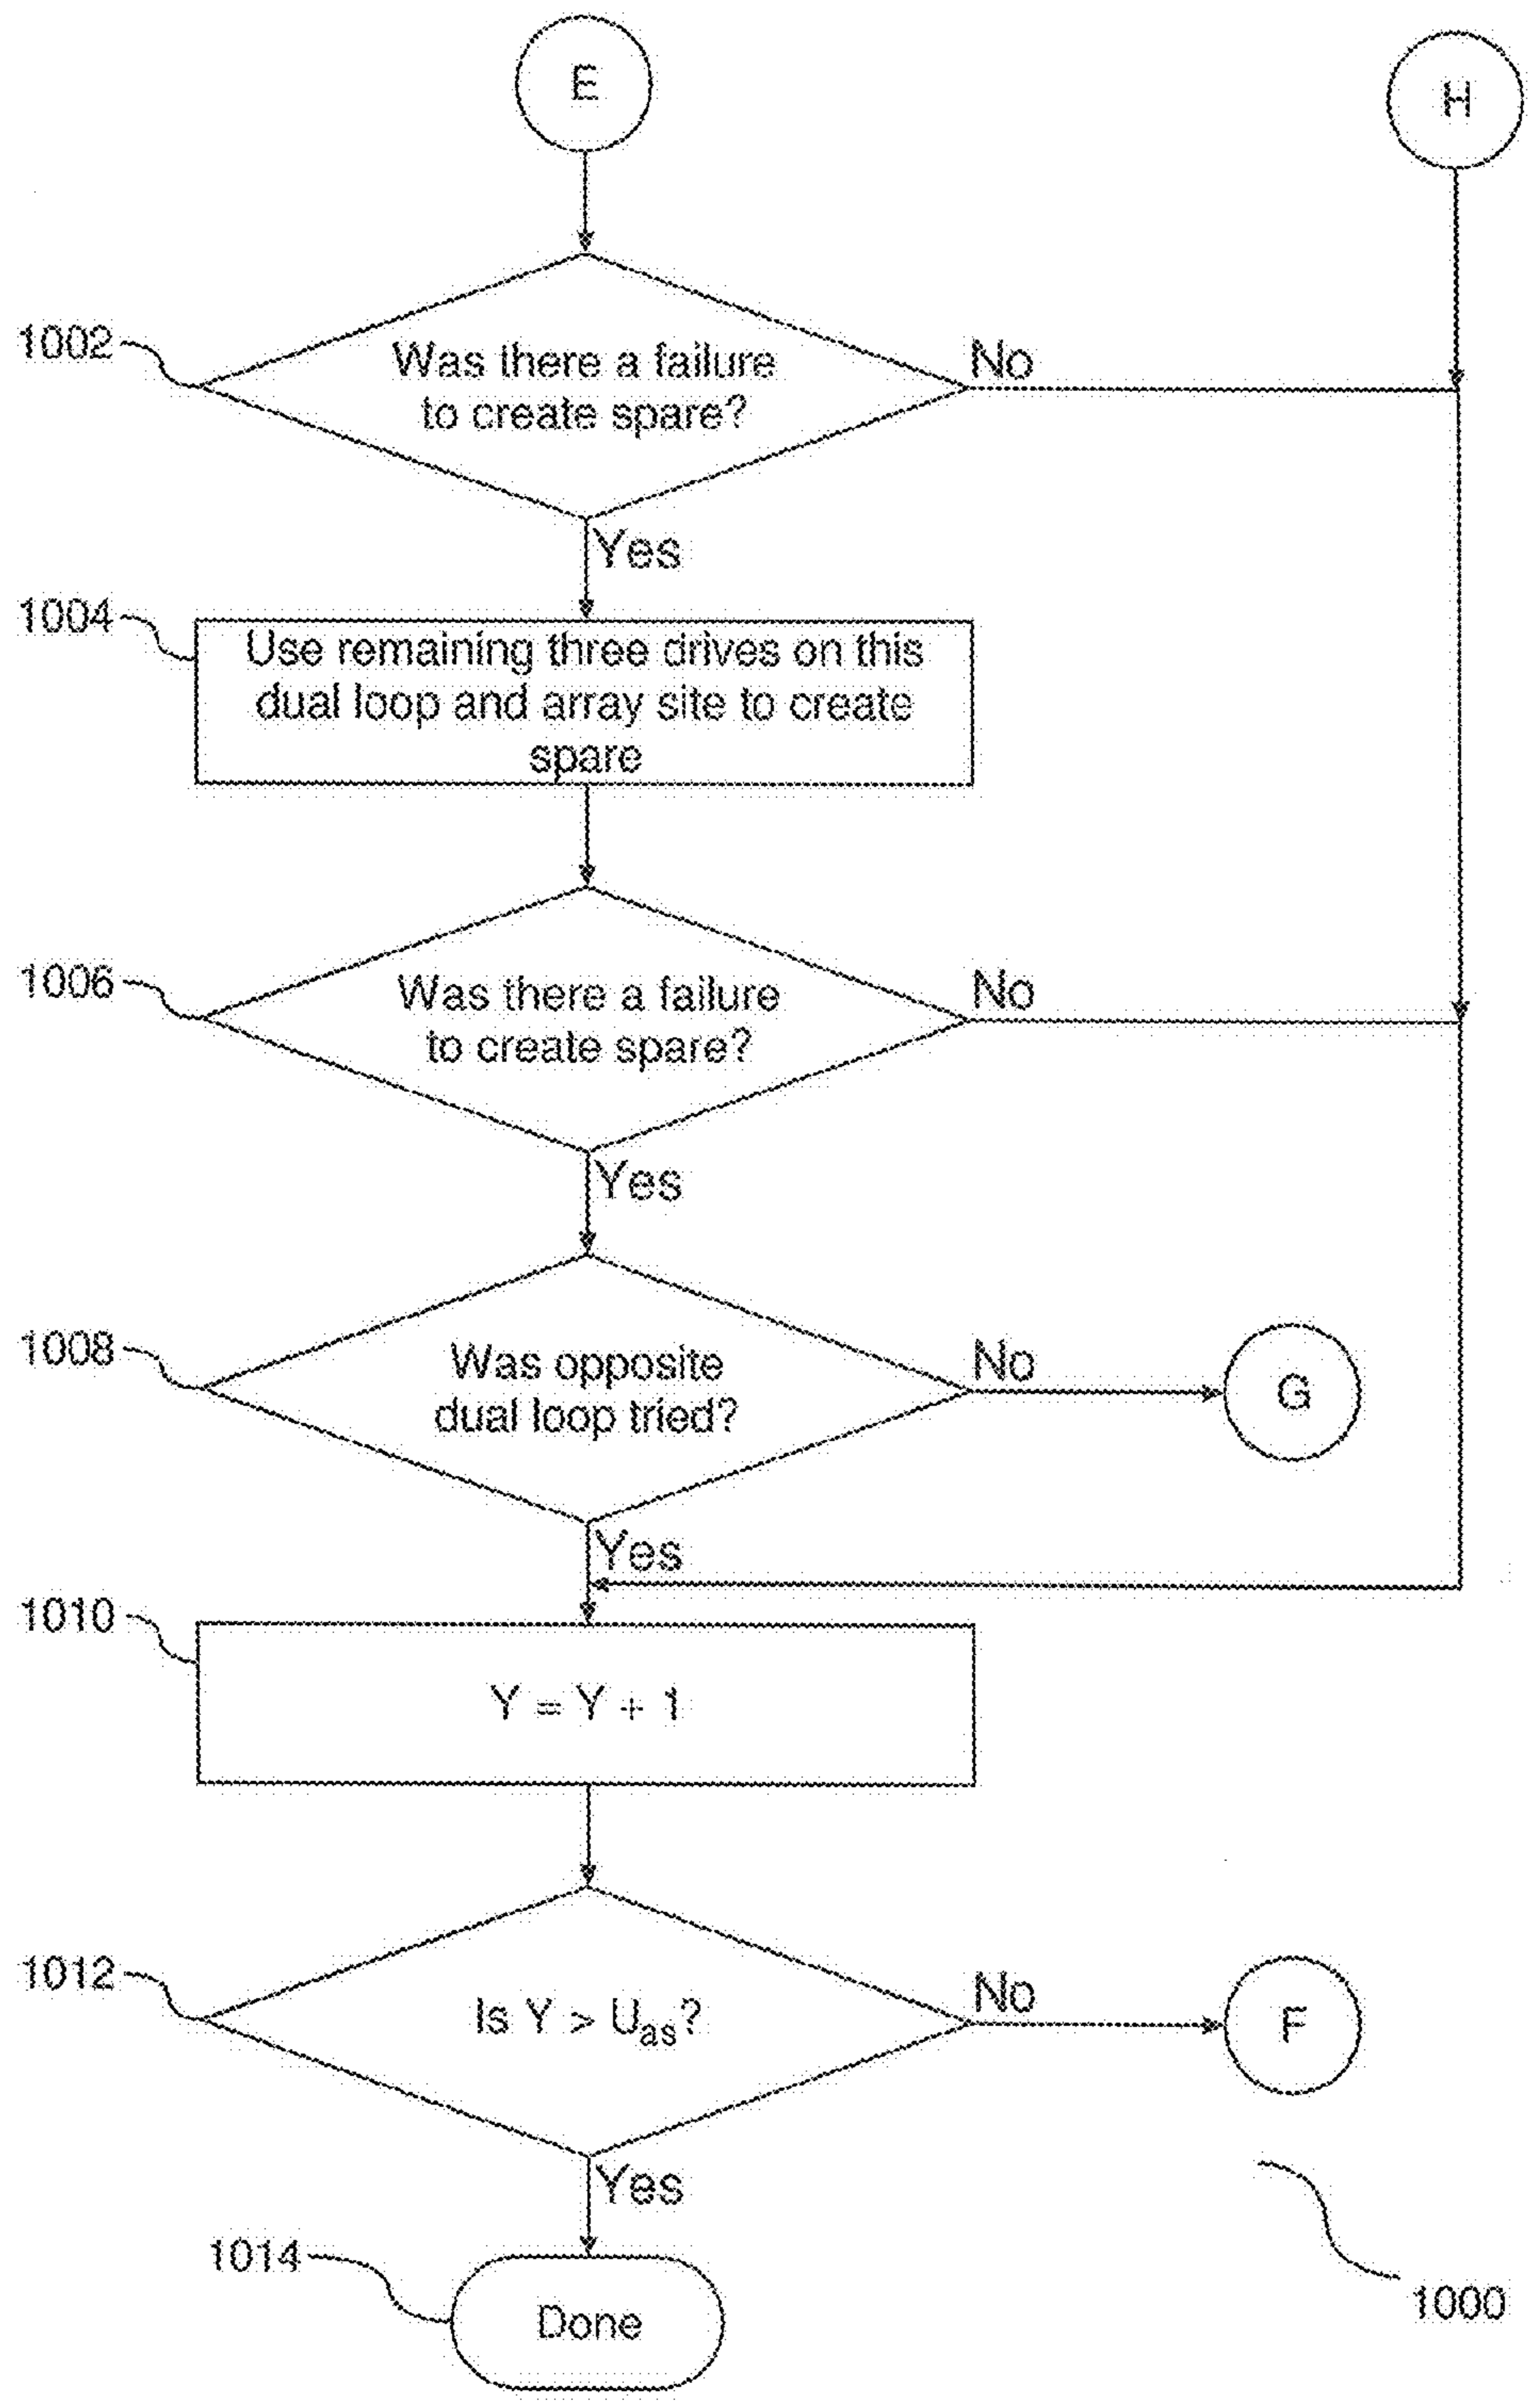 E
H
1002
Was there a failure
to create spare?
No
Yes
1004
Use remaining three drives on this
dual loop and array site to create
spare
1006
Was there a failure
to create spare?
No
Yes
1008
Was opposite
dual loop tried?
No
G
Yes
1010
Y = Y + 1
1012
Is Y > Uas?
No
F
Yes
1014
Done
1000